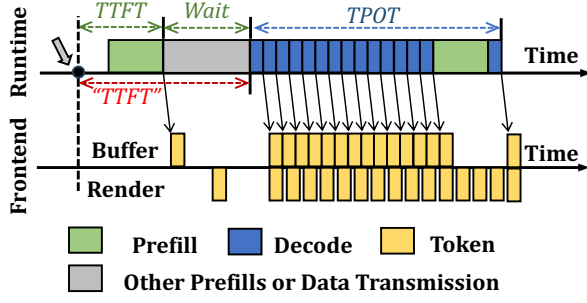 TTFT Wait TPOT
Runtime
Time
"TTFT"
Frontend
Buffer
Time
Render
Prefill Decode Token
Other Prefills or Data Transmission